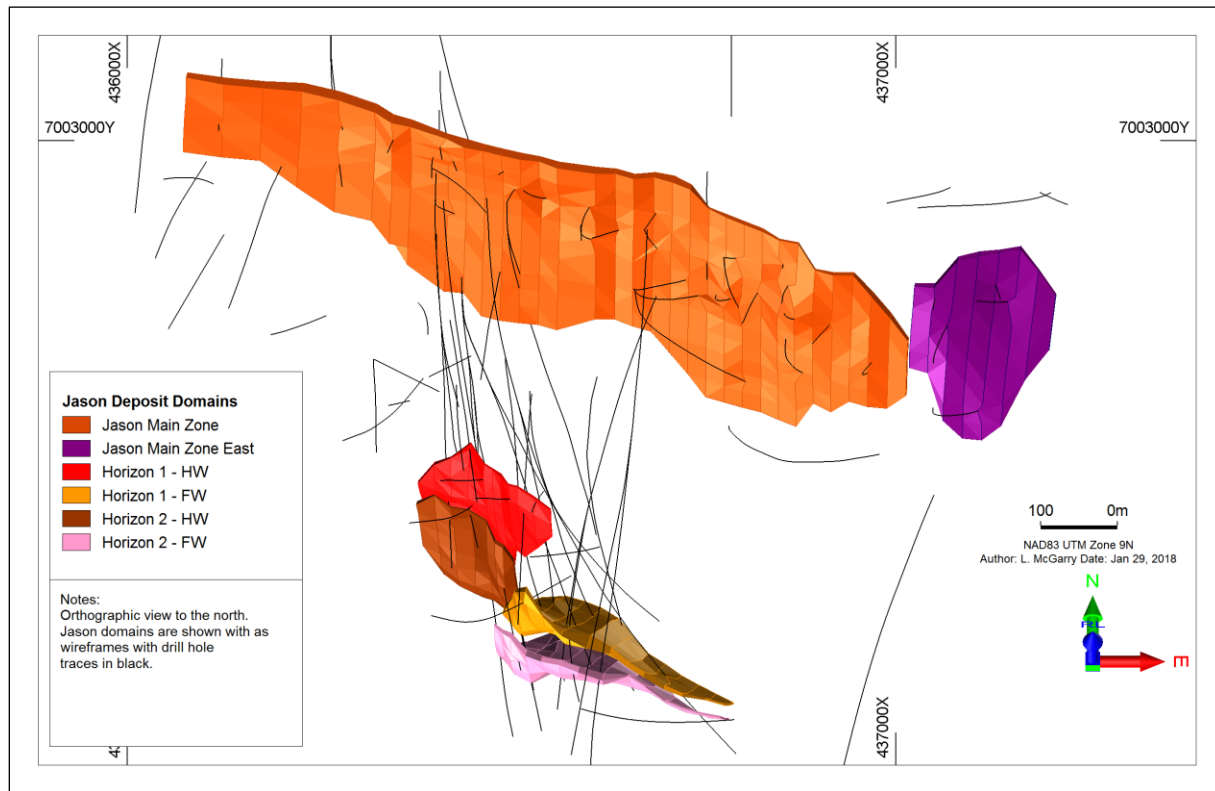 436000X
437000X
7003000Y
7003000Y
Jason Deposit Domains
Jason Main Zone
Jason Main Zone East
Horizon 1 - HW
Horizon 1 - FW
Horizon 2 - HW
Horizon 2 - FW
Notes:
Orthographic view to the north.
Jason domains are shown with as
wireframes with drill hole
traces in black.
100 0m
NAD83 UTM Zone 9N
Author: L. McGarry Date: Jan 29, 2018
N
E
437000X